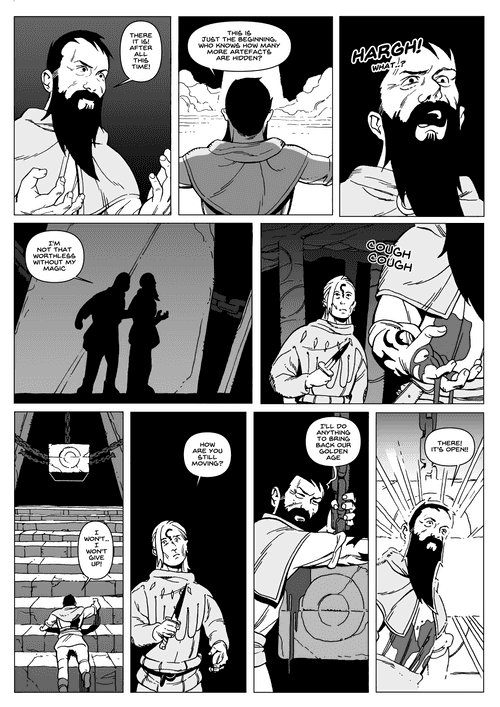 THERE
IT IS!
AFTER
ALL
THIS
TIME!
THIS IS
JUST THE BEGINNING,
WHO KNOWS HOW MANY
MORE ARTEFACTS
ARE HIDDEN?
HARGH!
WHAT..?
I'M
NOT THAT
WORTHLESS
WITHOUT MY
MAGIC
COUGH
COUGH
I
WON'T...
I
WON'T
GIVE
UP!
HOW
ARE YOU
STILL
MOVING?
I'LL DO
ANYTHING
TO BRING
BACK OUR
GOLDEN
AGE
THERE!
IT'S OPEN!!